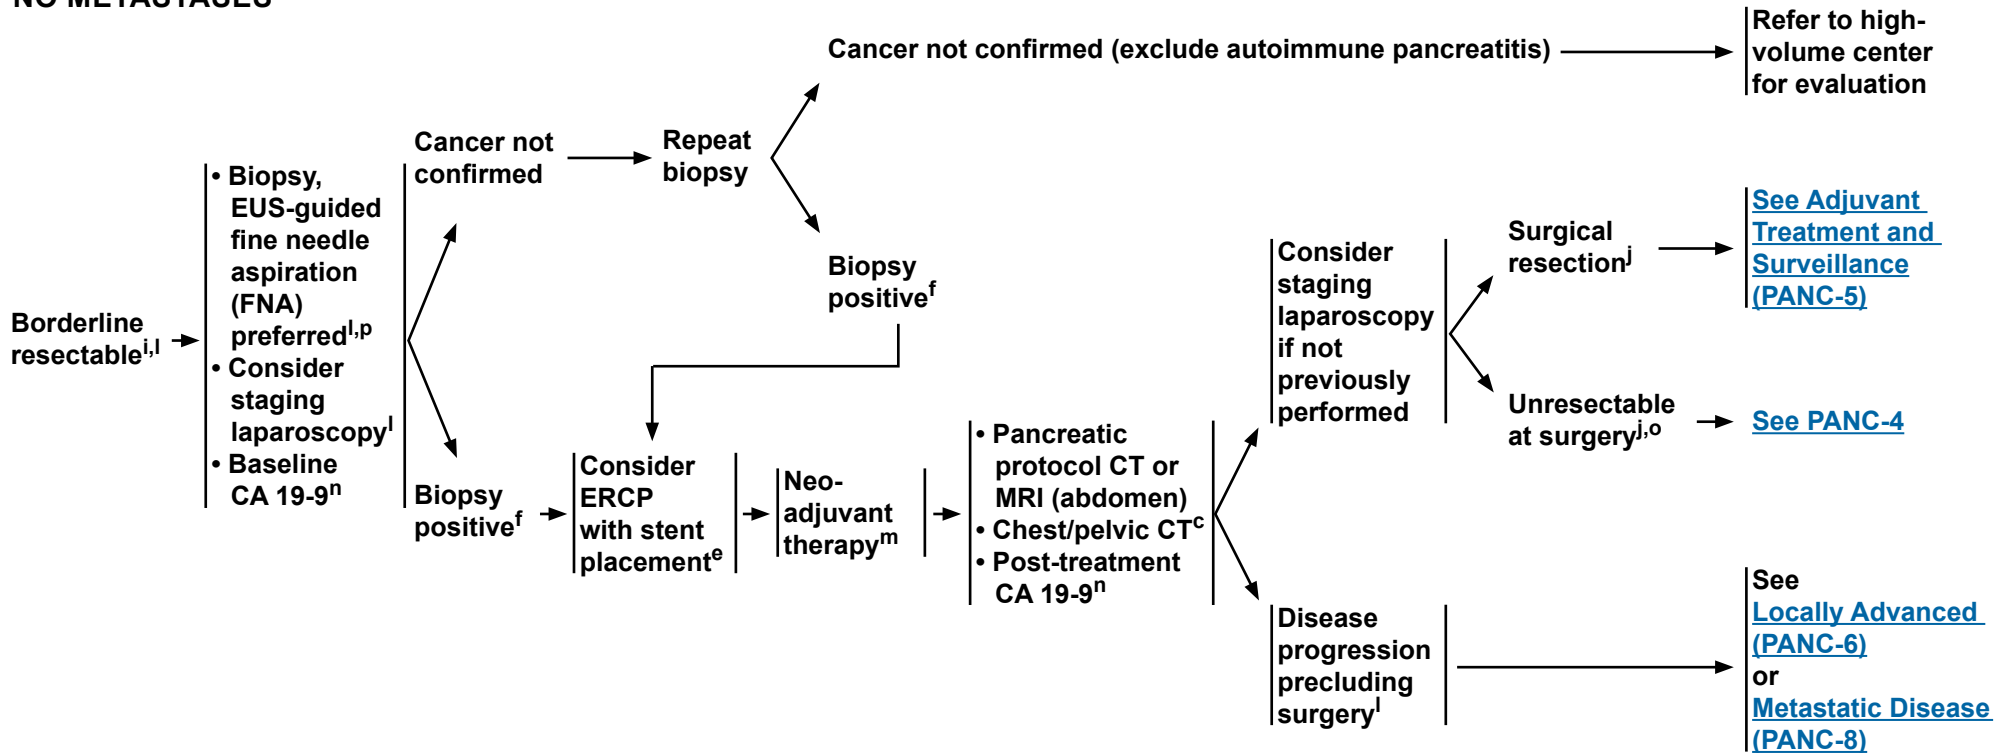 NO METASTASES
Borderline
resectablei,l
• Biopsy,
EUS-guided
fine needle
aspiration
(FNA)
preferredl,p
• Consider
staging
laparoscopyl
• Baseline
CA 19-9n
Cancer not
confirmed
Repeat
biopsy
Cancer not confirmed (exclude autoimmune pancreatitis)
Refer to high-
volume center
for evaluation
Biopsy
positivef
Biopsy
positivef
Consider
ERCP
with stent
placemente
Neo-
adjuvant
therapym
• Pancreatic
protocol CT or
MRI (abdomen)
• Chest/pelvic CTc
• Post-treatment
CA 19-9n
Consider
staging
laparoscopy
if not
previously
performed
Surgical
resectionj
See Adjuvant
Treatment and
Surveillance
(PANC-5)
Unresectable
at surgeryj,o
See PANC-4
Disease
progression
precluding
surgeryl
See
Locally Advanced
(PANC-6)
or
Metastatic Disease
(PANC-8)